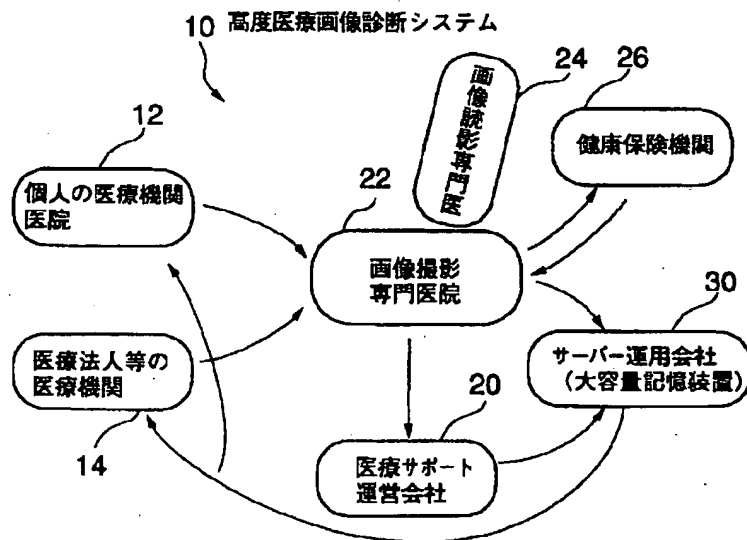 10 高度医療画像診断システム
12
個人の医療機関
医院
24
画像読影専門医
26
健康保険機関
22
画像撮影
専門医院
30
サーバー運用会社
(大容量記憶装置)
医療法人等の
医療機関
14
20
医療サポート
運営会社